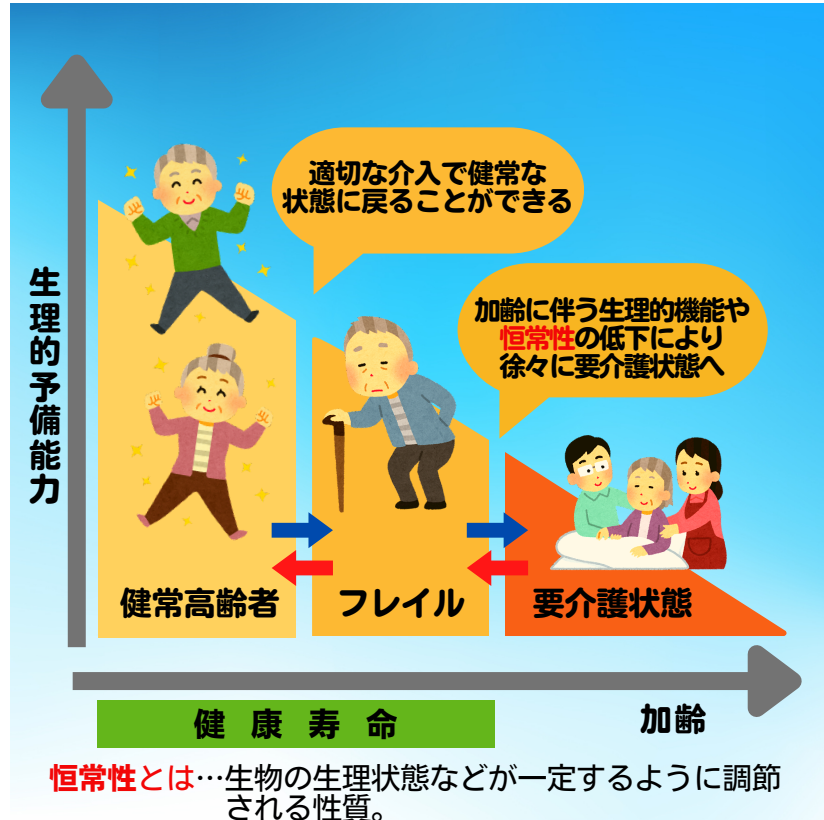 適切な介入で健常な
状態に戻ることができる
加齢に伴う生理的機能や
恒常性の低下により
徐々に要介護状態へ
生理的予備能力
健常高齢者
フレイル
要介護状態
健康寿命
加齢
恒常性とは…生物の生理状態などが一定するように調節
される性質。